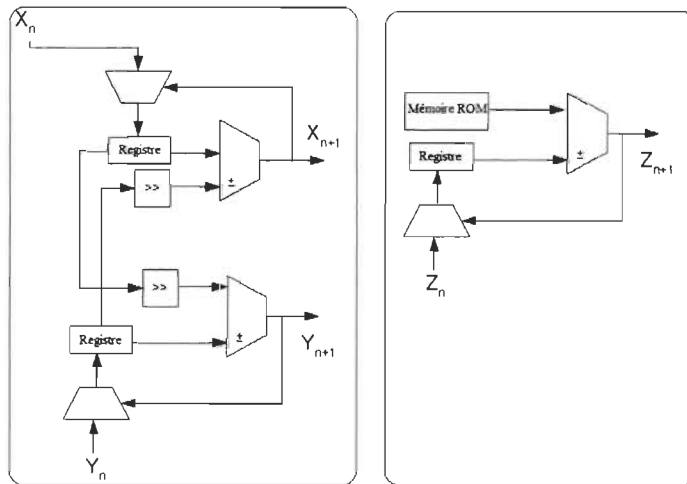 Xn
Registre
Xn+1
>>
±
>>
Registre
±
Yn+1
Yn
Mémoire ROM
Registre
±
Zn+1
Zn